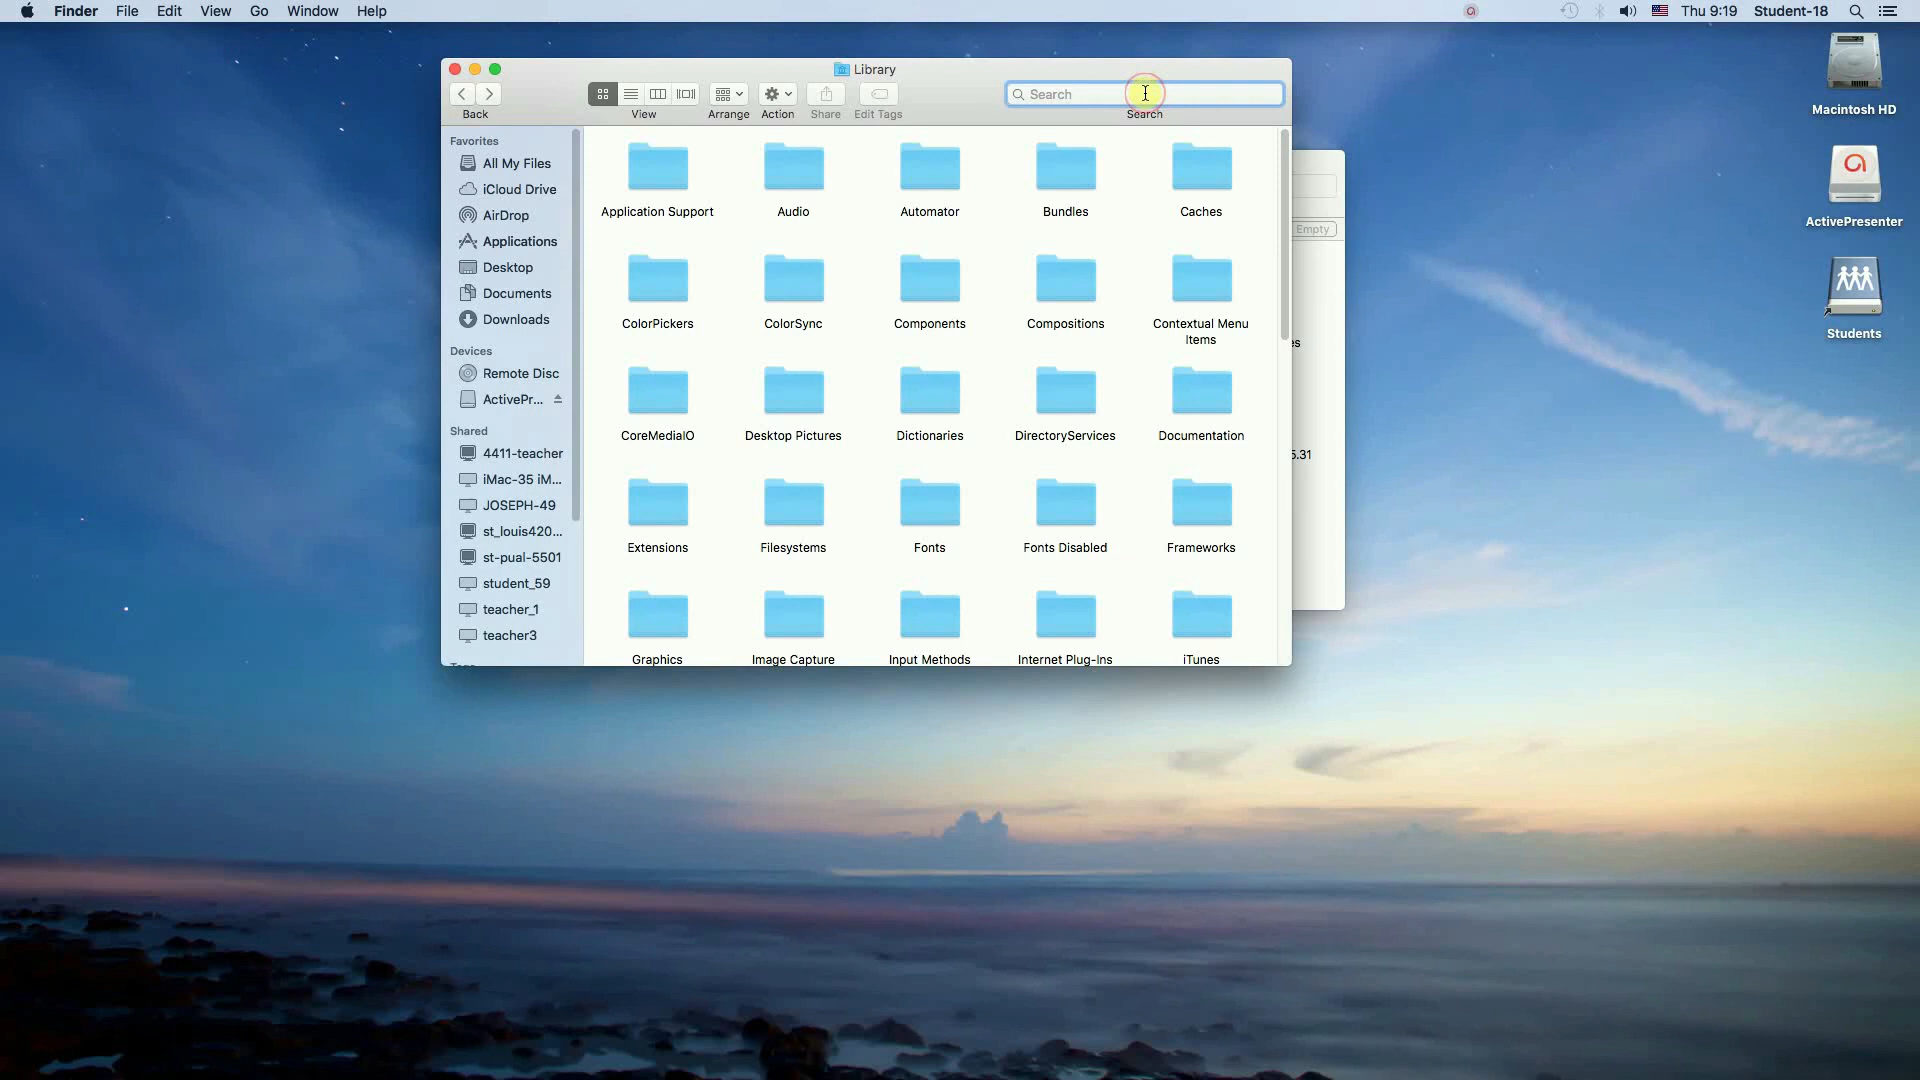 Finder File Edit View Go Window Help
Thu 9:19 Student-18
Library
Search
Back View Arrange Action Share Edit Tags Search
Favorites
All My Files
iCloud Drive
AirDrop
Applications
Desktop
Documents
Downloads
Devices
Remote Disc
ActivePr...
Shared
4411-teacher
iMac-35 iM...
JOSEPH-49
st_louis420...
st-pual-5501
student_59
teacher_1
teacher3
Application Support Audio Automator Bundles Caches
ColorPickers ColorSync Components Compositions Contextual Menu
Items
CoreMediaIO Desktop Pictures Dictionaries DirectoryServices Documentation
Extensions Filesystems Fonts Fonts Disabled Frameworks
Graphics Image Capture Input Methods Internet Plug-Ins iTunes
Empty
es
5.31
Macintosh HD
ActivePresenter
Students